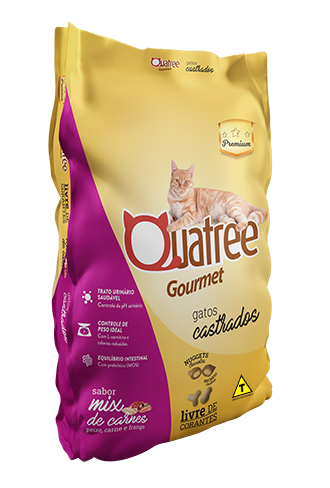 Quatree
Gourmet
gatos
castrados
Premium
Quatree
Gourmet
gatos
castrados
TRATO URINÁRIO
SAUDÁVEL
Controle do pH urinário
CONTROLE DE
PESO IDEAL
Com L-carnitina e
calorias reduzidas
EQUILÍBRIO INTESTINAL
Com prebiótico (MOS)
sabor
mix
de carnes
peixe, carne e frango
NUGGETS
T
livre DE
CORANTES